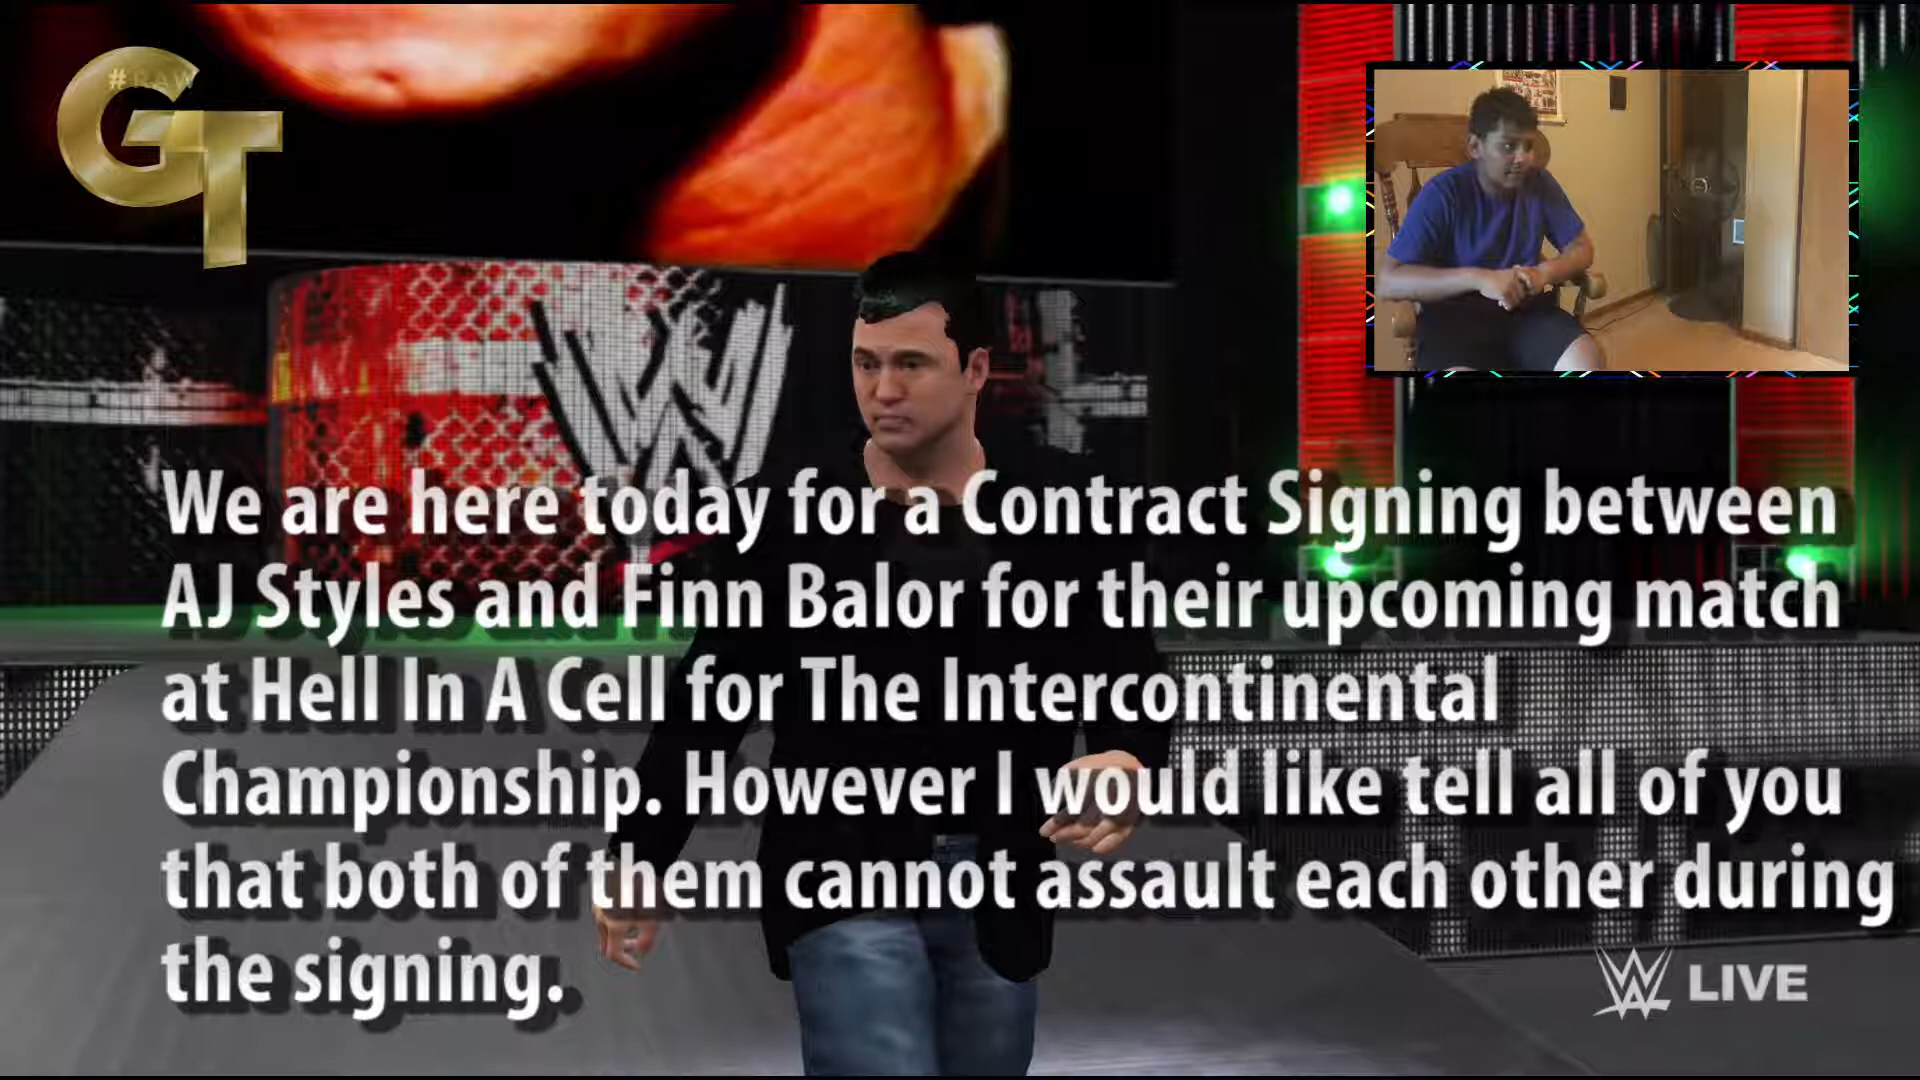 #RAW
GT
We are here today for a Contract Signing between
AJ Styles and Finn Balor for their upcoming match
at Hell In A Cell for The Intercontinental
Championship. However I would like tell all of you
that both of them cannot assault each other during
the signing.
W LIVE